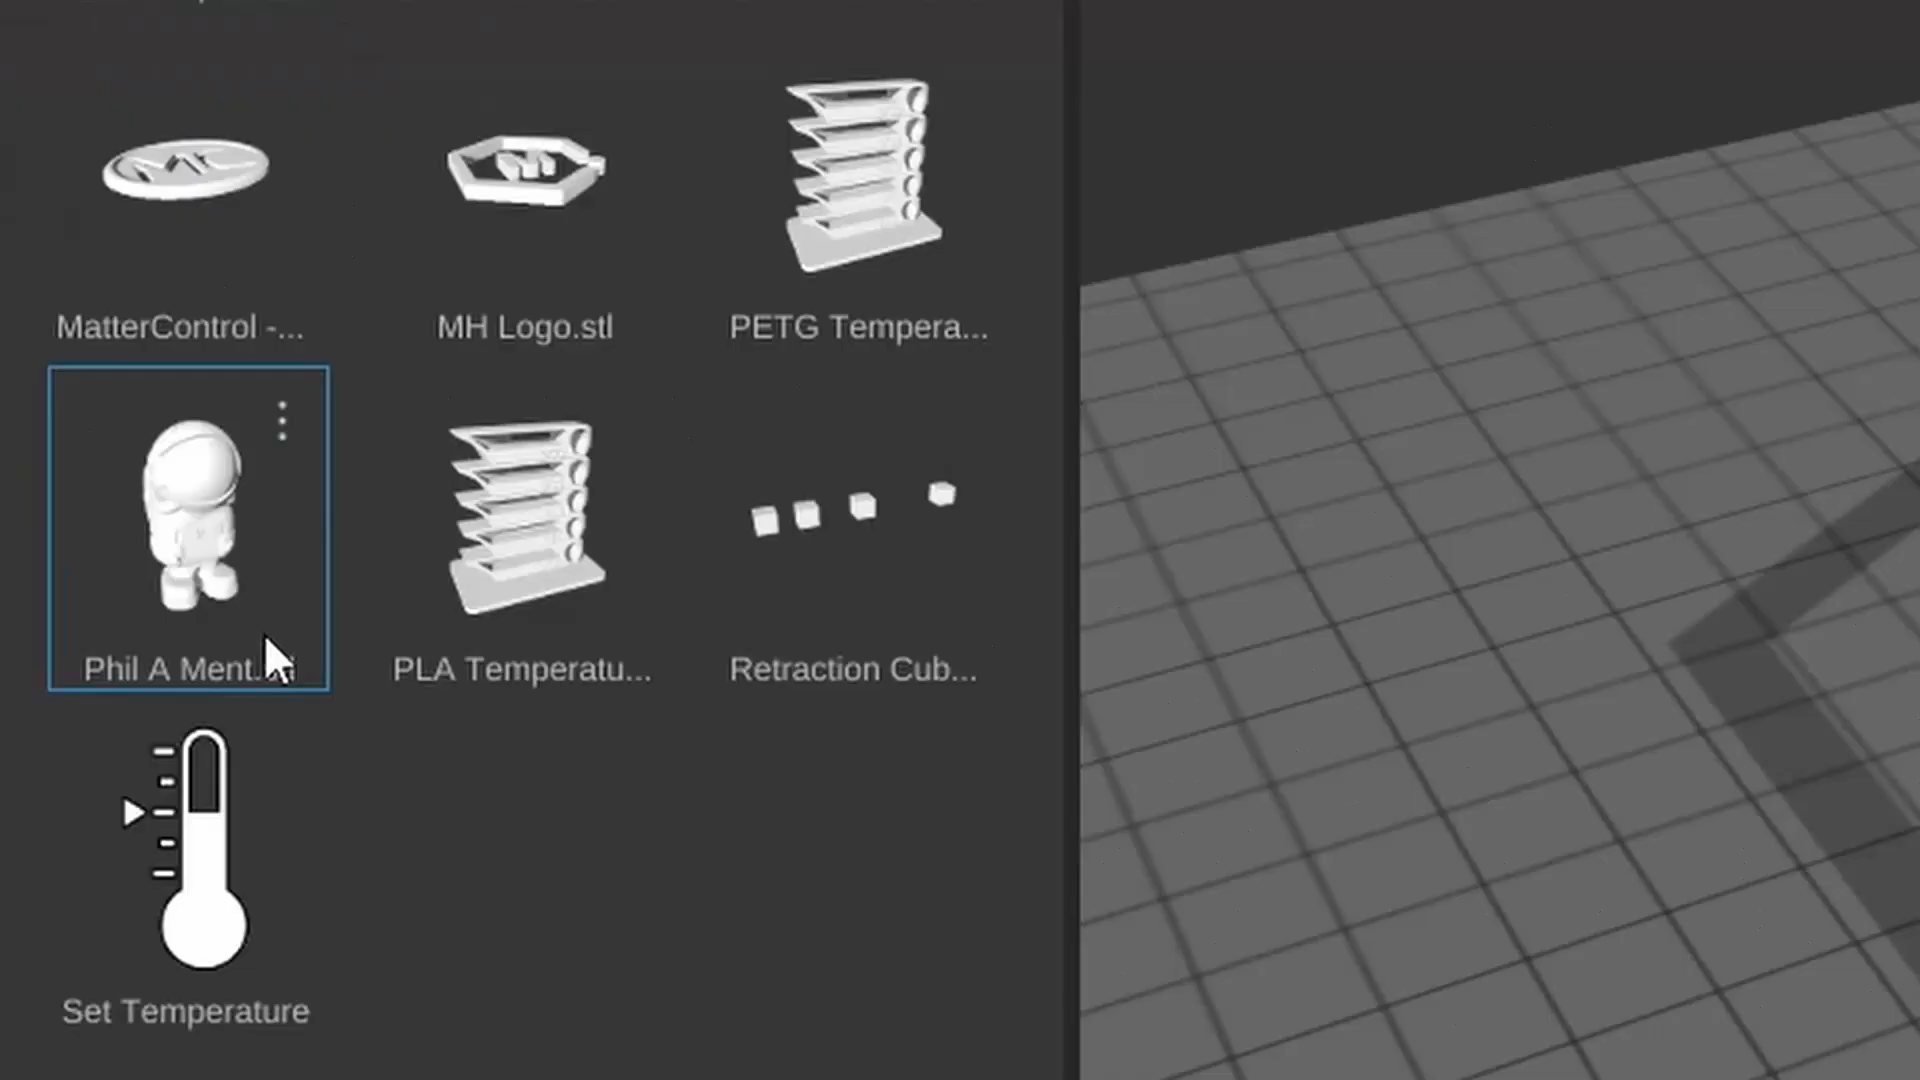 MatterControl -...
MH Logo.stl
PETG Tempera...
Phil A Ment.
PLA Temperatu...
Retraction Cub...
Set Temperature